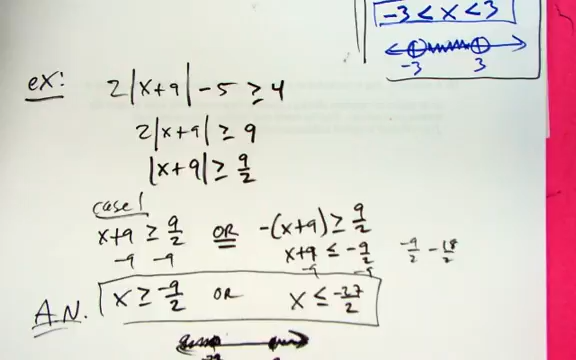 -3 < x < 3
-3 3
ex: 2|x+9| -5 ≥ 4
2|x+9| ≥ 9
|x+9| ≥ 9/2
case 1
x+9 ≥ 9/2 OR -(x+9) ≥ 9/2
-9 -9 x+9 ≤ -9/2 -9/2 -18/2
-9 -9
A.N. x ≥ -9/2 OR x ≤ -27/2